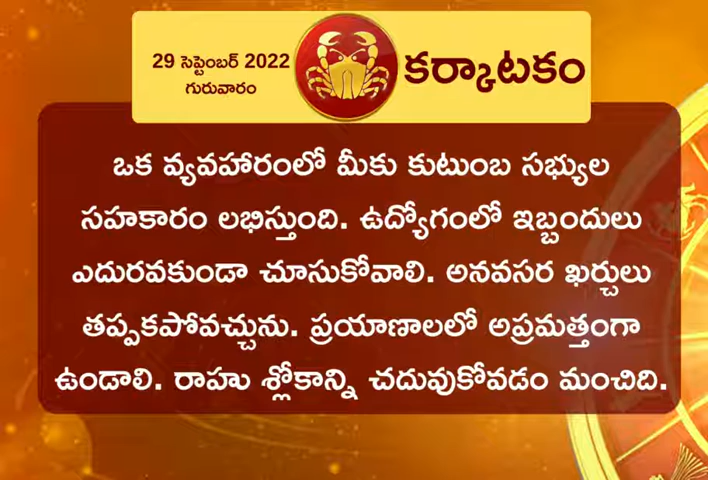 29 సెప్టెంబర్ 2022
గురువారం
కర్కాటకం
ఒక వ్యవహారంలో మీకు కుటుంబ సభ్యుల
సహకారం లభిస్తుంది. ఉద్యోగంలో ఇబ్బందులు
ఎదురవకుండా చూసుకోవాలి. అనవసర ఖర్చులు
తప్పకపోవచ్చును. ప్రయాణాలలో అప్రమత్తంగా
ఉండాలి. రాహు శ్లోకాన్ని చదువుకోవడం మంచిది.